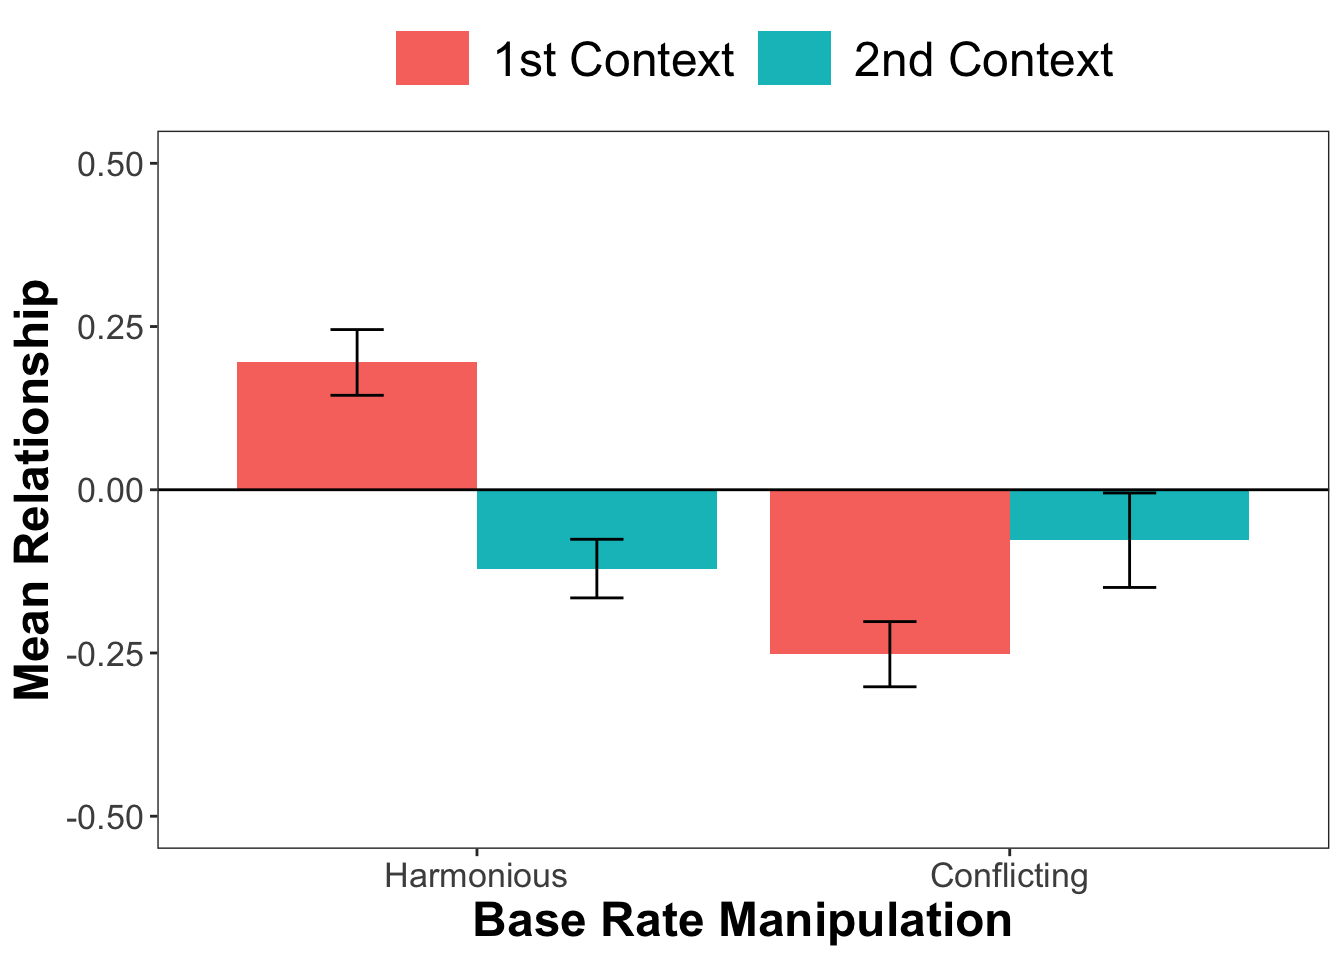 1st Context 2nd Context
Mean Relationship
0.50
0.25
0.00
-0.25
-0.50
Harmonious Conflicting
Base Rate Manipulation